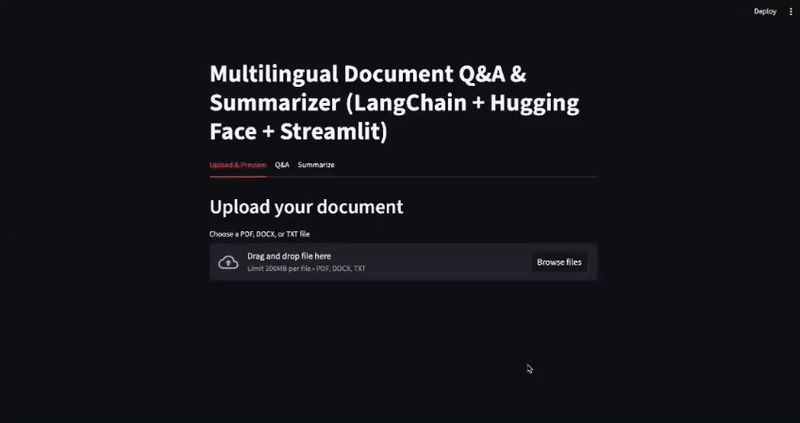 Deploy
Multilingual Document Q&A &
Summarizer (LangChain + Hugging
Face + Streamlit)
Upload & Preview Q&A Summarize
Upload your document
Choose a PDF, DOCX, or TXT file
Drag and drop file here
Limit 200MB per file • PDF, DOCX, TXT
Browse files